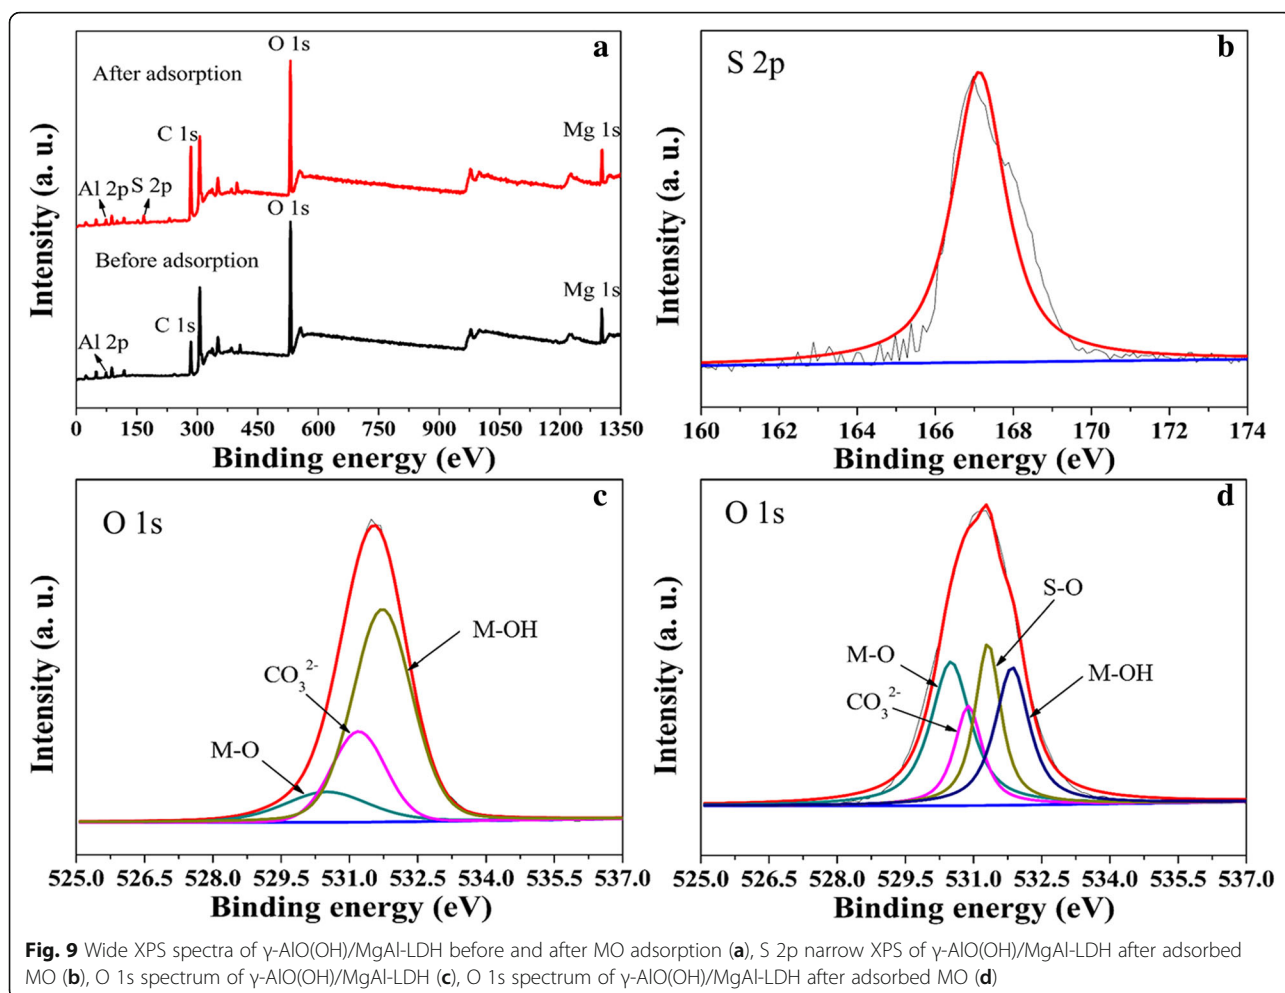 a
After adsorption
O 1s
C 1s
Mg 1s
Al 2p
S 2p
O 1s
Before adsorption
Mg 1s
C 1s
Al 2p
Intensity (a. u.)
0 150 300 450 600 750 900 1050 1200 1350
Binding energy (eV)
b
S 2p
Intensity (a. u.)
160 162 164 166 168 170 172 174
Binding energy (eV)
c
O 1s
M-OH
CO₃²⁻
M-O
Intensity (a. u.)
525.0 526.5 528.0 529.5 531.0 532.5 534.0 535.5 537.0
Binding energy (eV)
d
O 1s
S-O
M-O
CO₃²⁻
M-OH
Intensity (a. u.)
525.0 526.5 528.0 529.5 531.0 532.5 534.0 535.5 537.0
Binding energy (eV)
Fig. 9 Wide XPS spectra of γ-AlO(OH)/MgAl-LDH before and after MO adsorption (a), S 2p narrow XPS of γ-AlO(OH)/MgAl-LDH after adsorbed
MO (b), O 1s spectrum of γ-AlO(OH)/MgAl-LDH (c), O 1s spectrum of γ-AlO(OH)/MgAl-LDH after adsorbed MO (d)